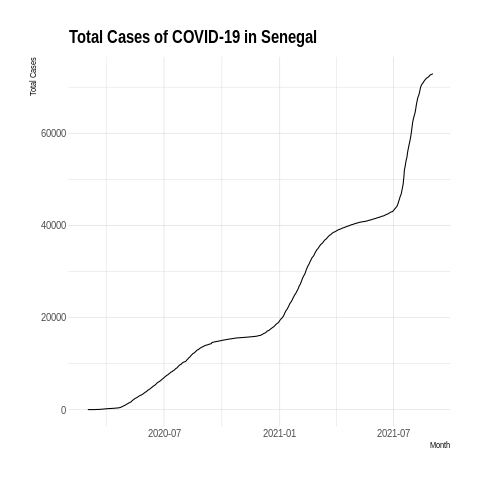 Total Cases of COVID-19 in Senegal
Total Cases
60000
40000
20000
0
2020-07
2021-01
2021-07
Month